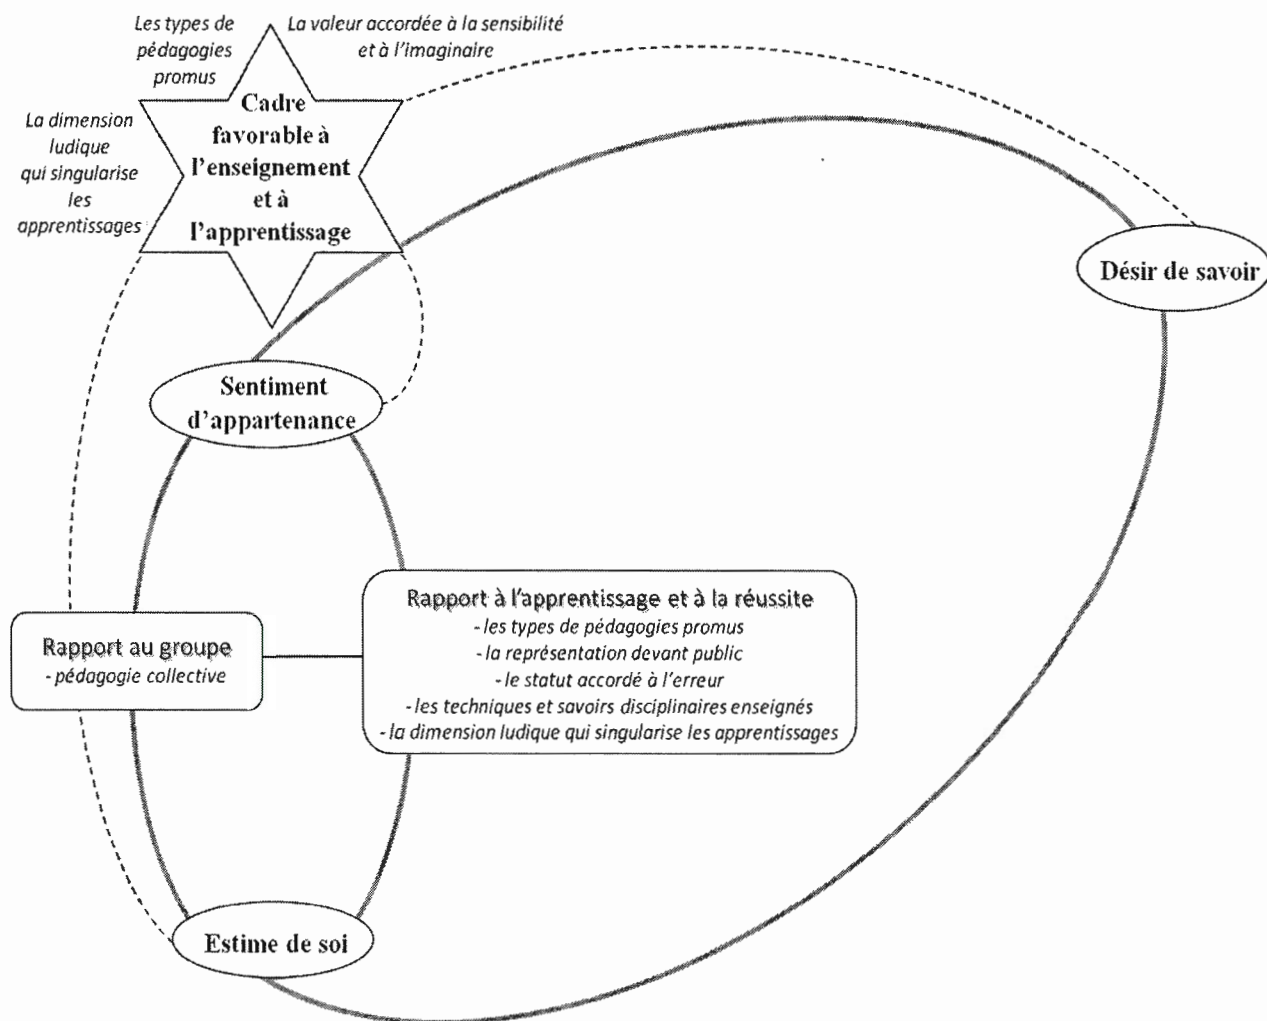 Les types de
pédagogies
promus
La valeur accordée à la sensibilité
et à l'imaginaire
La dimension
ludique
qui singularise
les
apprentissages
Cadre
favorable à
l'enseignement
et à
l'apprentissage
Désir de savoir
Sentiment
d'appartenance
Rapport au groupe
- pédagogie collective
Rapport à l'apprentissage et à la réussite
- les types de pédagogies promus
- la représentation devant public
- le statut accordé à l'erreur
- les techniques et savoirs disciplinaires enseignés
- la dimension ludique qui singularise les apprentissages
Estime de soi